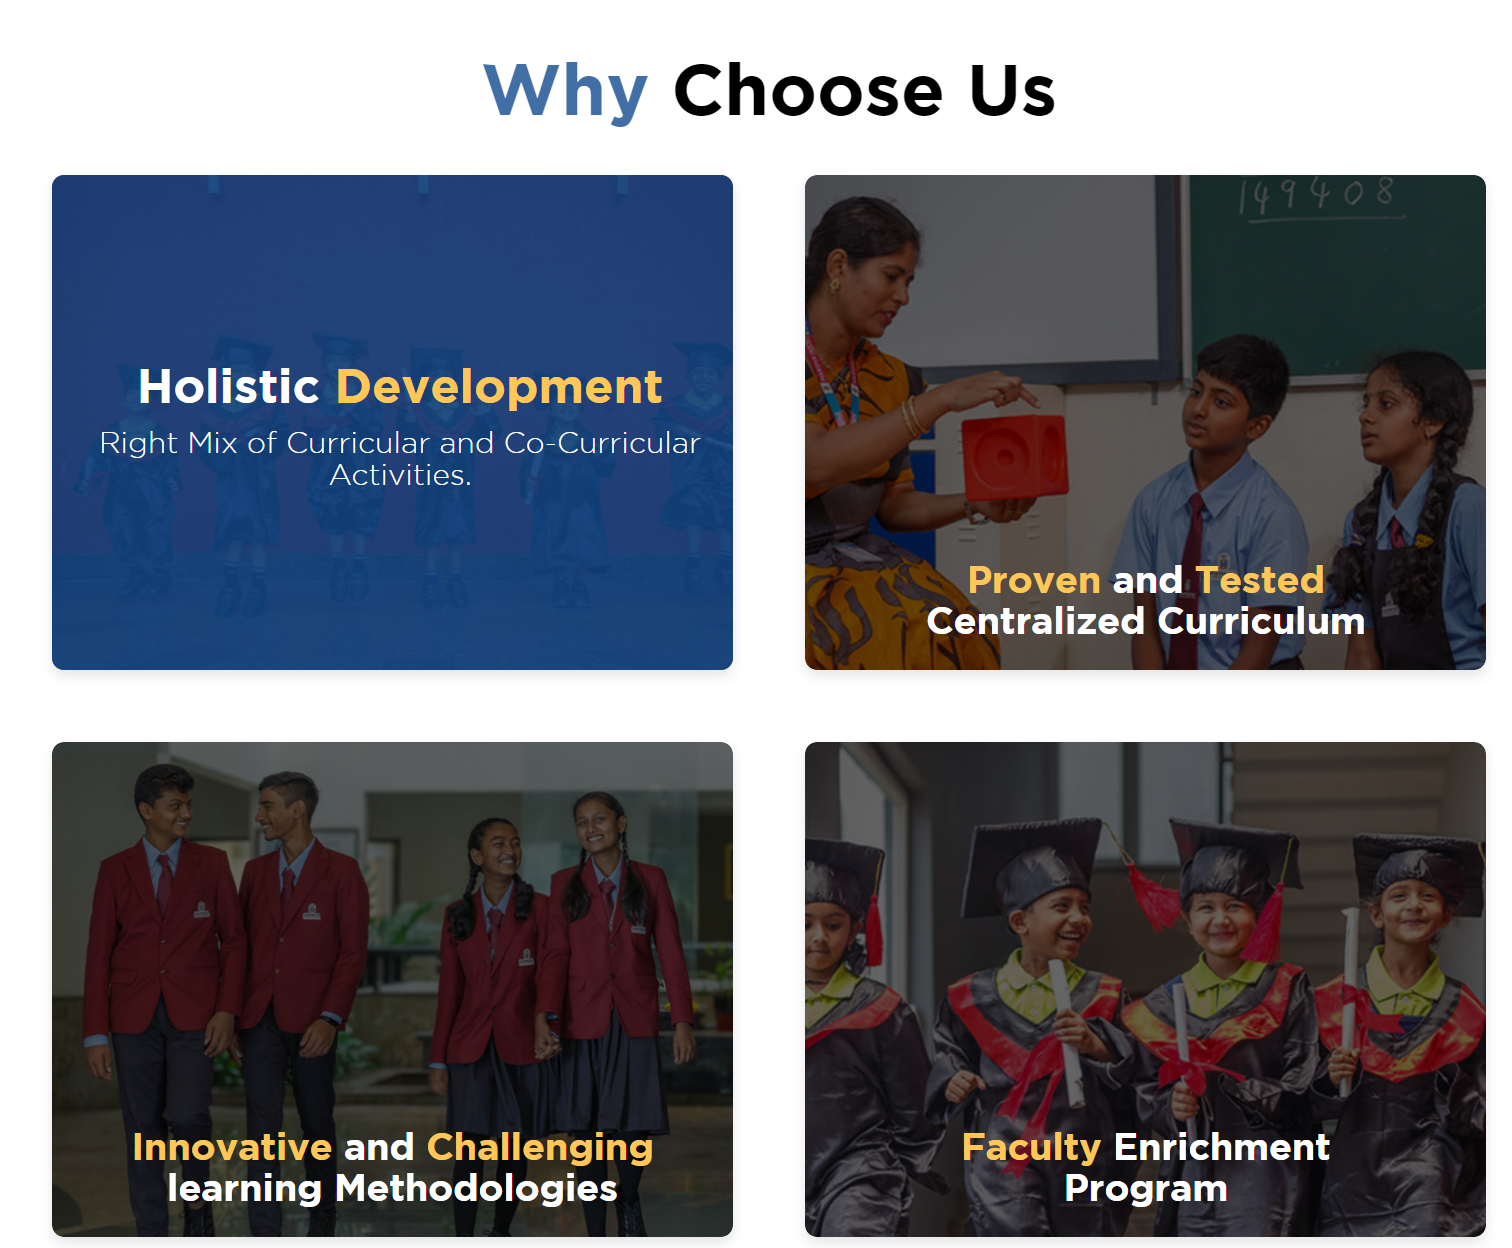 Why Choose Us
Holistic Development
Right Mix of Curricular and Co-Curricular
Activities.
149408
Proven and Tested
Centralized Curriculum
Innovative and Challenging
learning Methodologies
Faculty Enrichment
Program